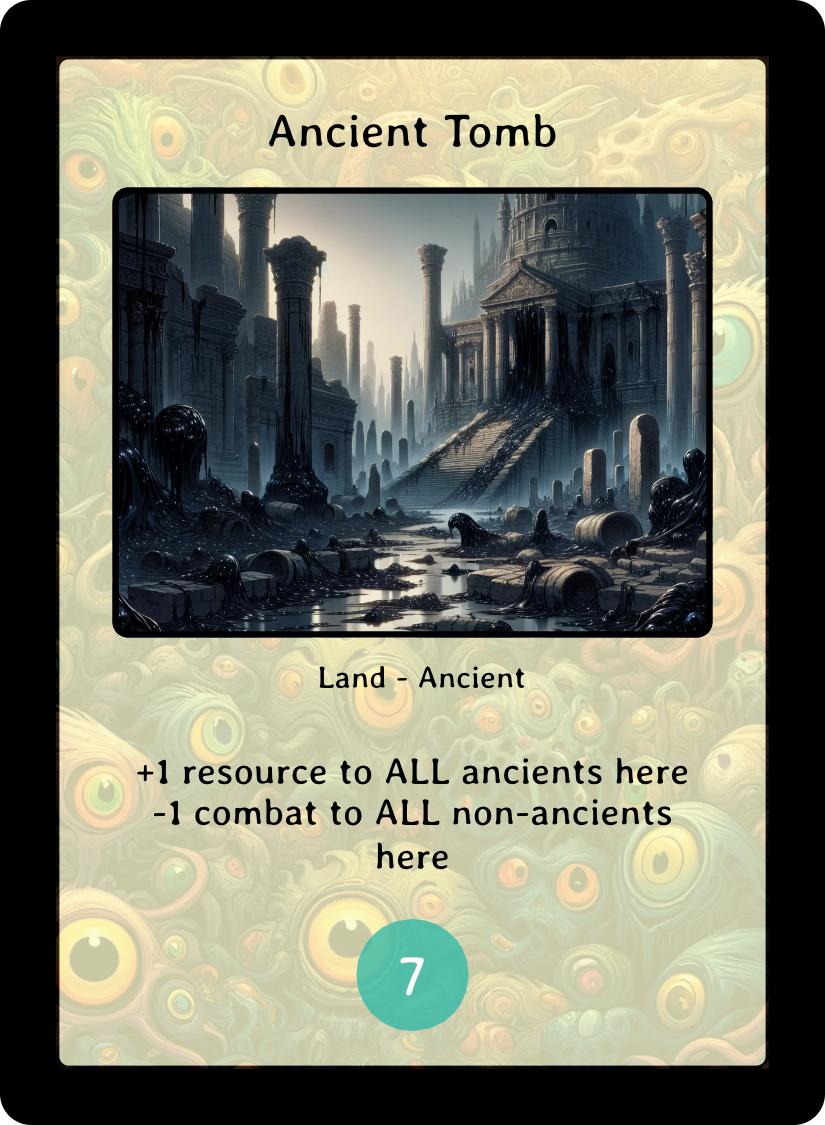 Ancient Tomb
Land - Ancient
+1 resource to ALL ancients here
-1 combat to ALL non-ancients
here
7